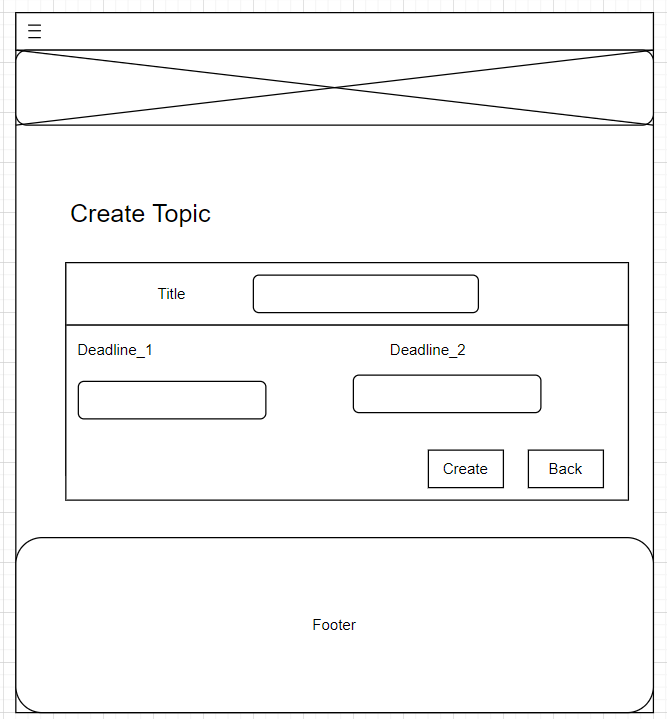 Create Topic
Title
Deadline_1
Deadline_2
Create
Back
Footer